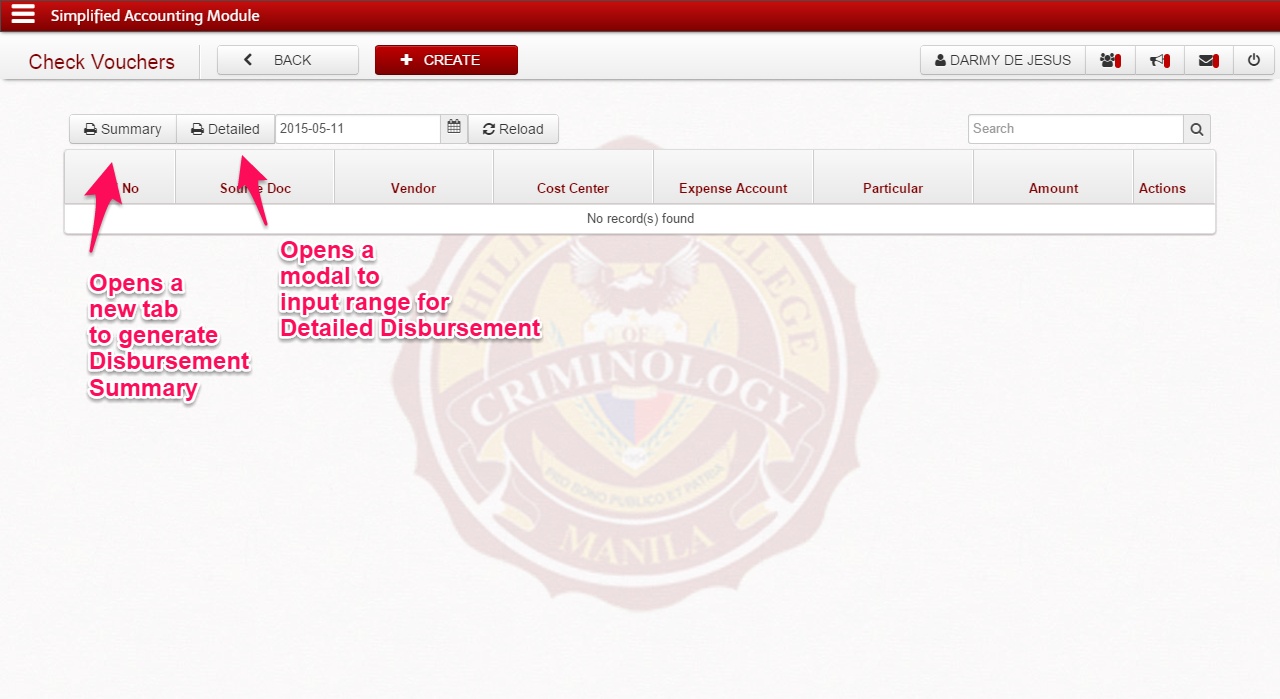 Simplified Accounting Module
Check Vouchers
BACK
CREATE
DARMY DE JESUS
Summary
Detailed
2015-05-11
Reload
Search
No
Source Doc
Vendor
Cost Center
Expense Account
Particular
Amount
Actions
No record(s) found
Opens a
new tab
to generate
Disbursement
Summary
Opens a
modal to
input range for
Detailed Disbursement
OF
CRIMINOLOGY
PRO BONO PUBLICO ET PATRIA
MANILA